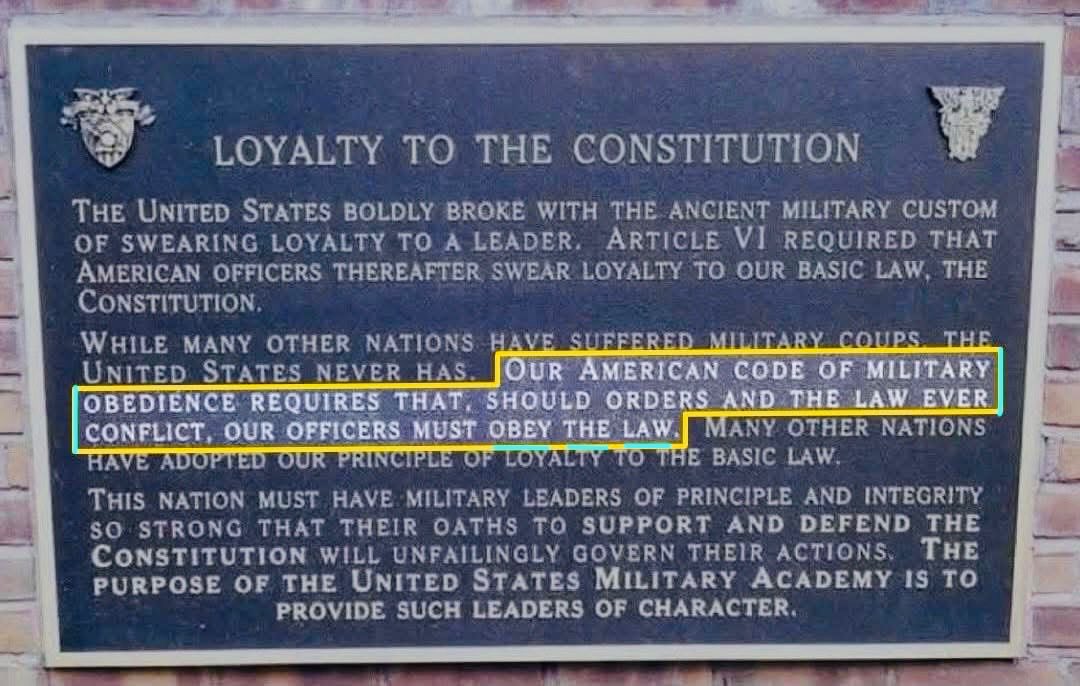 LOYALTY TO THE CONSTITUTION
THE UNITED STATES BOLDLY BROKE WITH THE ANCIENT MILITARY CUSTOM
OF SWEARING LOYALTY TO A LEADER. ARTICLE VI REQUIRED THAT
AMERICAN OFFICERS THEREAFTER SWEAR LOYALTY TO OUR BASIC LAW, THE
CONSTITUTION.
WHILE MANY OTHER NATIONS HAVE SUFFERED MILITARY COUPS, THE
UNITED STATES NEVER HAS. OUR AMERICAN CODE OF MILITARY
OBEDIENCE REQUIRES THAT, SHOULD ORDERS AND THE LAW EVER
CONFLICT, OUR OFFICERS MUST OBEY THE LAW. MANY OTHER NATIONS
HAVE ADOPTED OUR PRINCIPLE OF LOYALTY TO THE BASIC LAW.
THIS NATION MUST HAVE MILITARY LEADERS OF PRINCIPLE AND INTEGRITY
SO STRONG THAT THEIR OATHS TO SUPPORT AND DEFEND THE
CONSTITUTION WILL UNFAILINGLY GOVERN THEIR ACTIONS. THE
PURPOSE OF THE UNITED STATES MILITARY ACADEMY IS TO
PROVIDE SUCH LEADERS OF CHARACTER.